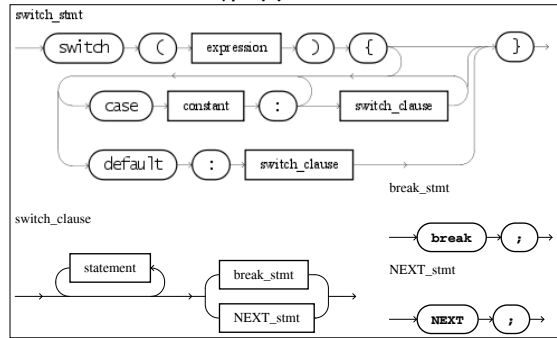 switch_stmt
switch ( expression ) { }
case constant : switch_clause
default : switch_clause
break_stmt
switch_clause
break ;
statement break_stmt
NEXT_stmt
NEXT_stmt
NEXT ;